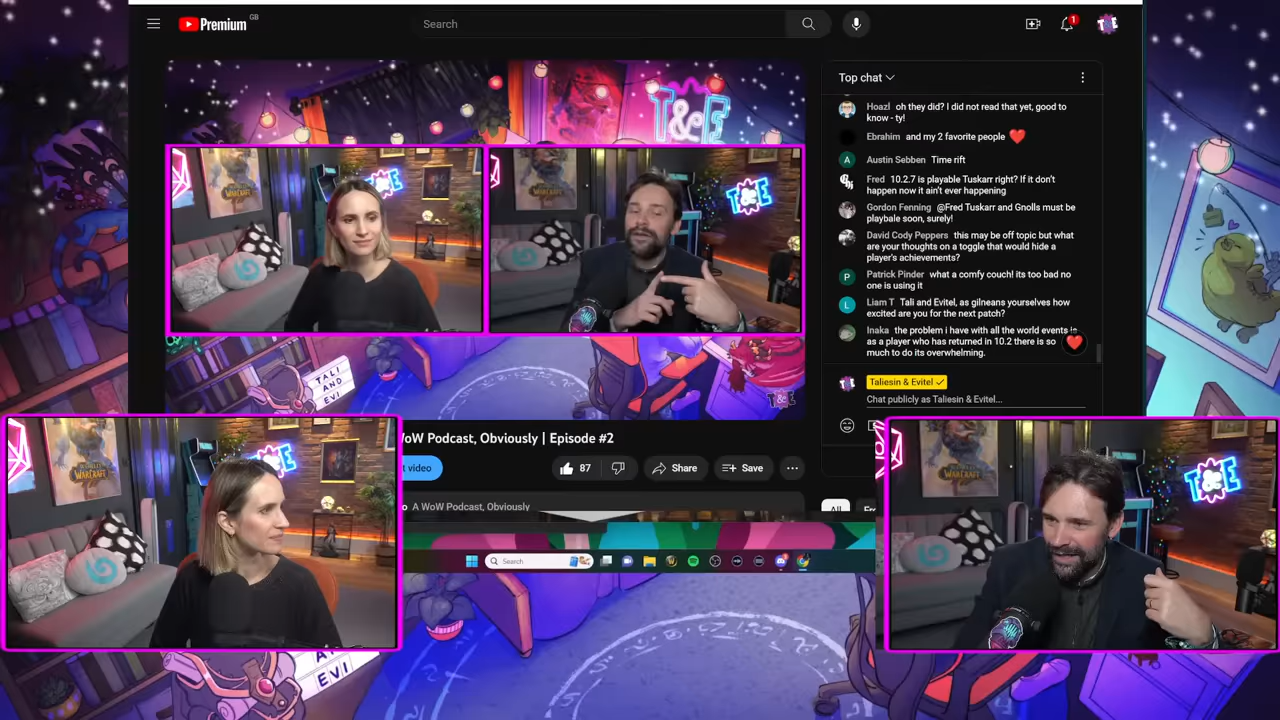 Premium GB
Search
1
T&E
T&E
WARCRAFT
T&E
WARCRAFT
T&E
TALI
AND
EVI
T&E
Top chat
Hoazl oh they did? I did not read that yet, good to
know - ty!
Ebrahim and my 2 favorite people
A Austin Sebben Time rift
Fred 10.2.7 is playable Tuskarr right? If it don't
happen now it ain't ever happening
Gordon Fenning @Fred Tuskarr and Gnolls must be
playbale soon, surely!
David Cody Peppers this may be off topic but what
are your thoughts on a toggle that would hide a
player's achievements?
P Patrick Pinder what a comfy couch! its too bad no
one is using it
L Liam T Tali and Evitel, as gilneans yourselves how
excited are you for the next patch?
Inaka the problem i have with all the world events is
as a player who has returned in 10.2 there is so
much to do its overwhelming.
Taliesin & Evitel
Chat publicly as Taliesin & Evitel...
WoW Podcast, Obviously | Episode #2
t video
87
Share
Save
A WoW Podcast, Obviously
All
Search
WARCRAFT
T&E
WARCRAFT
T&E
EVI